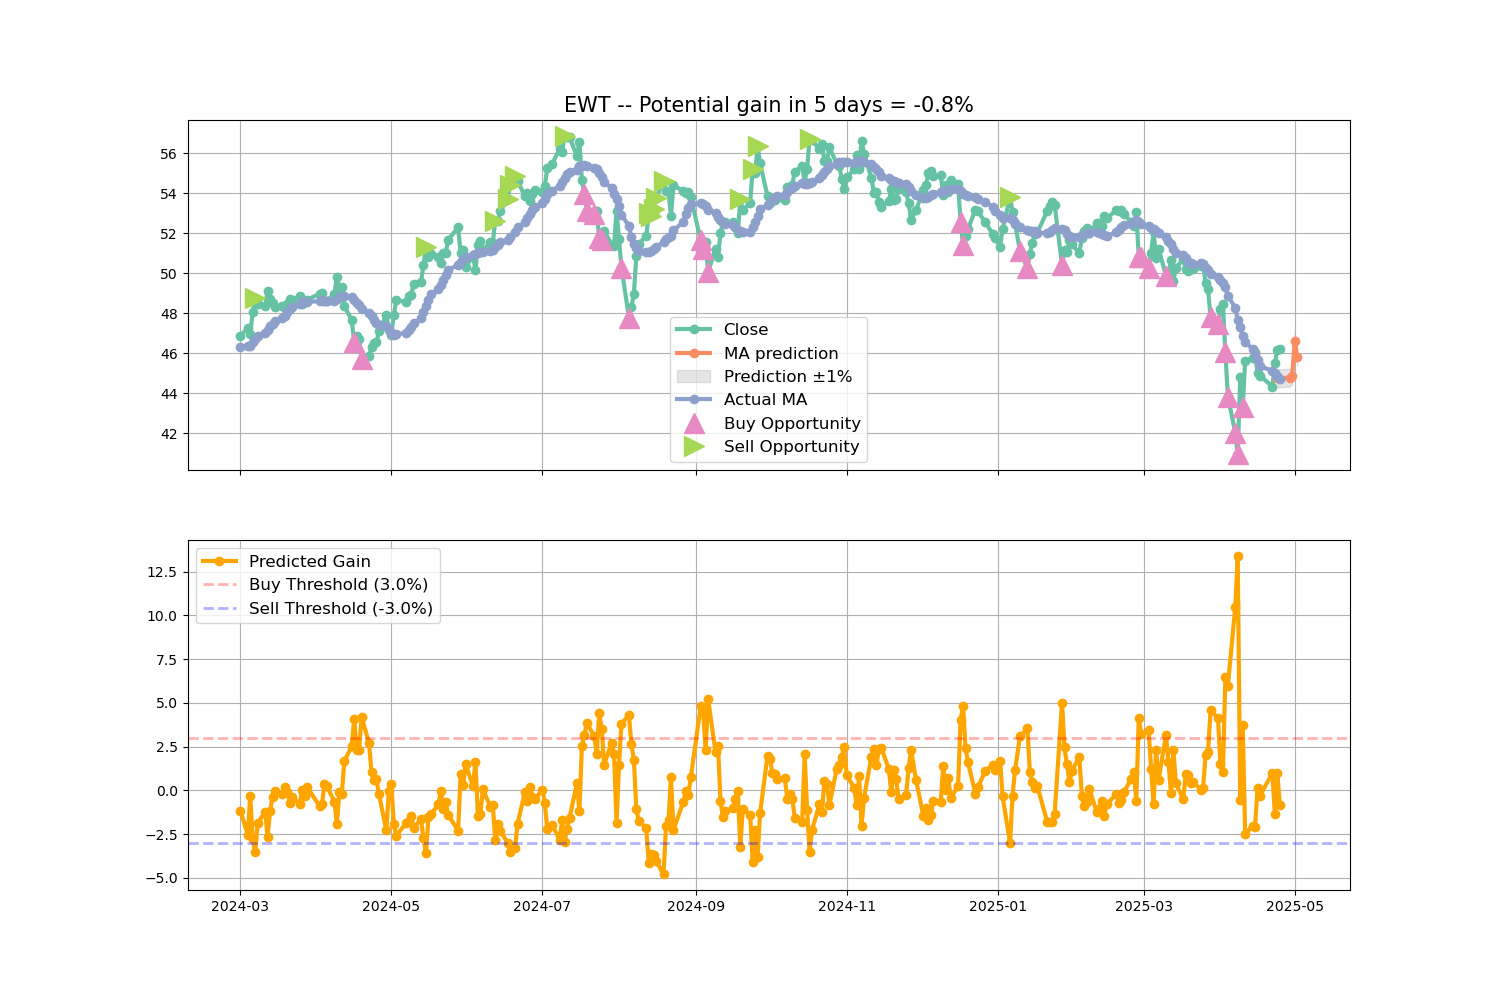 EWT -- Potential gain in 5 days = -0.8%
56
54
52
50
48
46
44
42
Close
MA prediction
Prediction ±1%
Actual MA
Buy Opportunity
Sell Opportunity
12.5
10.0
7.5
5.0
2.5
0.0
−2.5
−5.0
Predicted Gain
Buy Threshold (3.0%)
Sell Threshold (-3.0%)
2024-03
2024-05
2024-07
2024-09
2024-11
2025-01
2025-03
2025-05